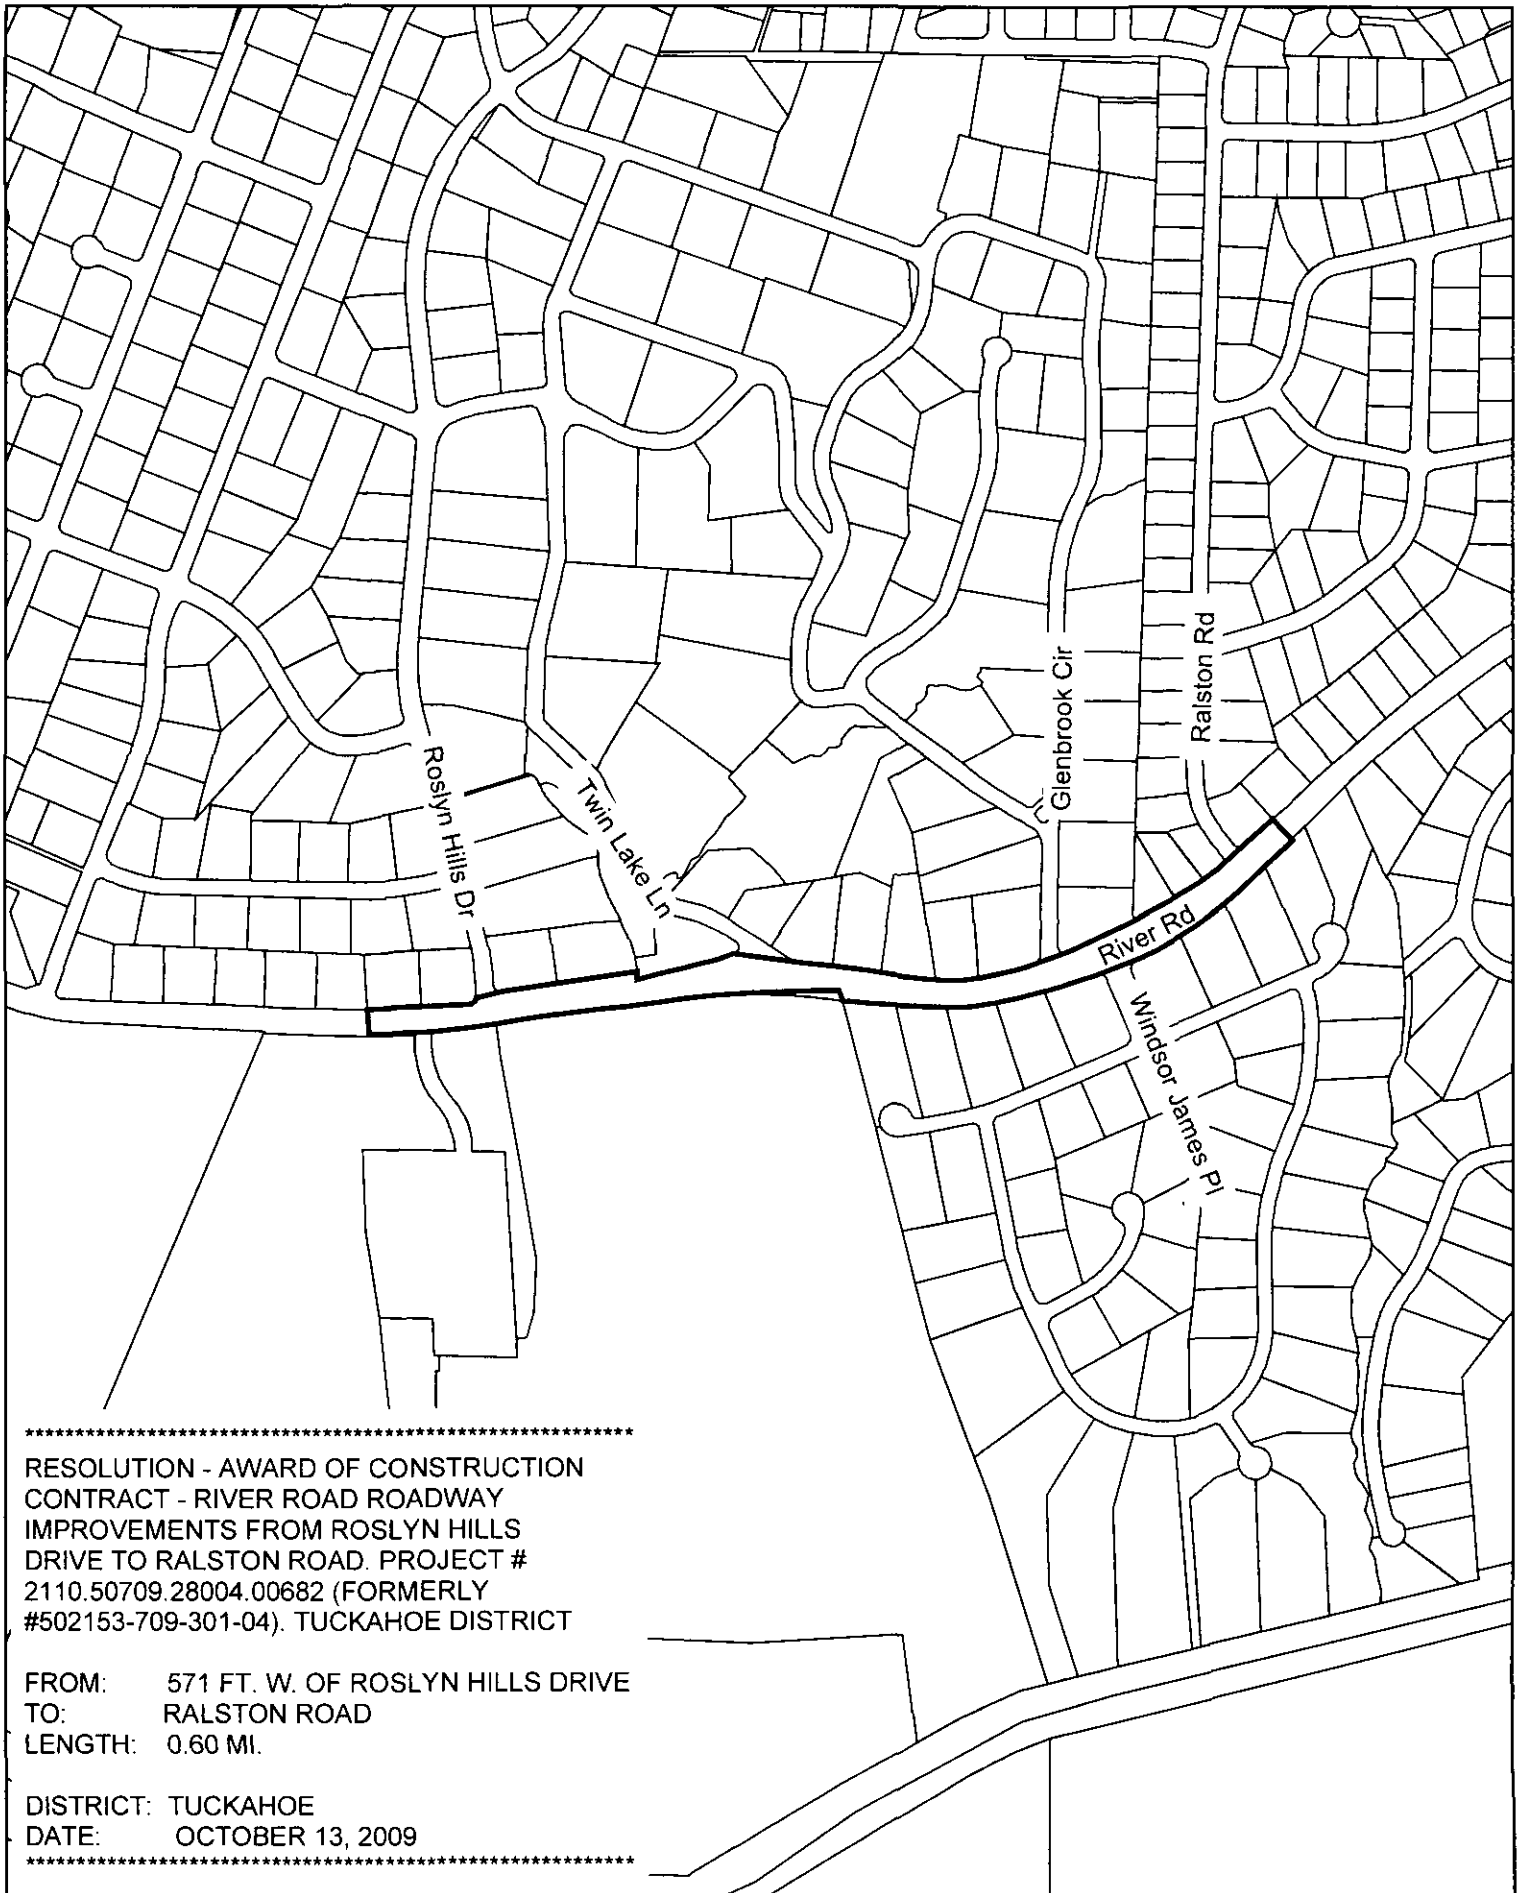 Glenbrook Cir
Ralston Rd
Roslyn Hills Dr
Twin Lake Ln
River Rd
Windsor James Pl
************************************************************
RESOLUTION - AWARD OF CONSTRUCTION
CONTRACT - RIVER ROAD ROADWAY
IMPROVEMENTS FROM ROSLYN HILLS
DRIVE TO RALSTON ROAD. PROJECT #
2110.50709.28004.00682 (FORMERLY
#502153-709-301-04). TUCKAHOE DISTRICT
FROM: 571 FT. W. OF ROSLYN HILLS DRIVE
TO: RALSTON ROAD
LENGTH: 0.60 MI.
DISTRICT: TUCKAHOE
DATE: OCTOBER 13, 2009
************************************************************